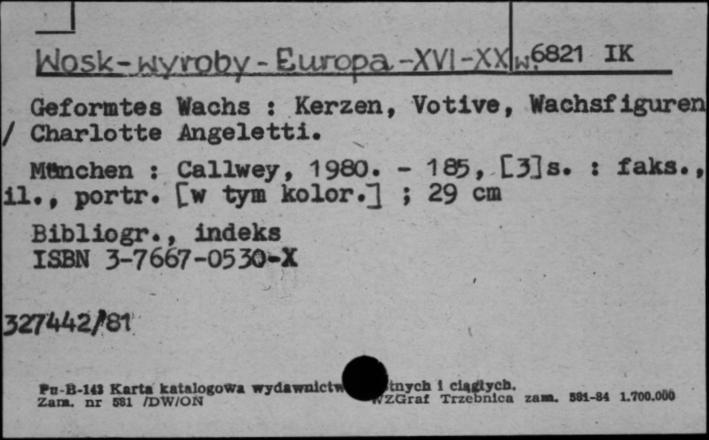 Wosk-wyroby-Europa-XVI-XX w. 6821 IK
Geformtes Wachs : Kerzen, Votive, Wachsfiguren
/ Charlotte Angeletti.
München : Callwey, 1980. - 185, [3]s. : faks.,
il., portr. [w tym kolor.] ; 29 cm
Bibliogr., indeks
ISBN 3-7667-0530-X
327442/81
Pu-B-143 Karta katalogowa wydawnictw tnych i ciągłych.
Zam. nr 581 /DW/ON WZGraf Trzebnica zam. 581-84 1.700.000